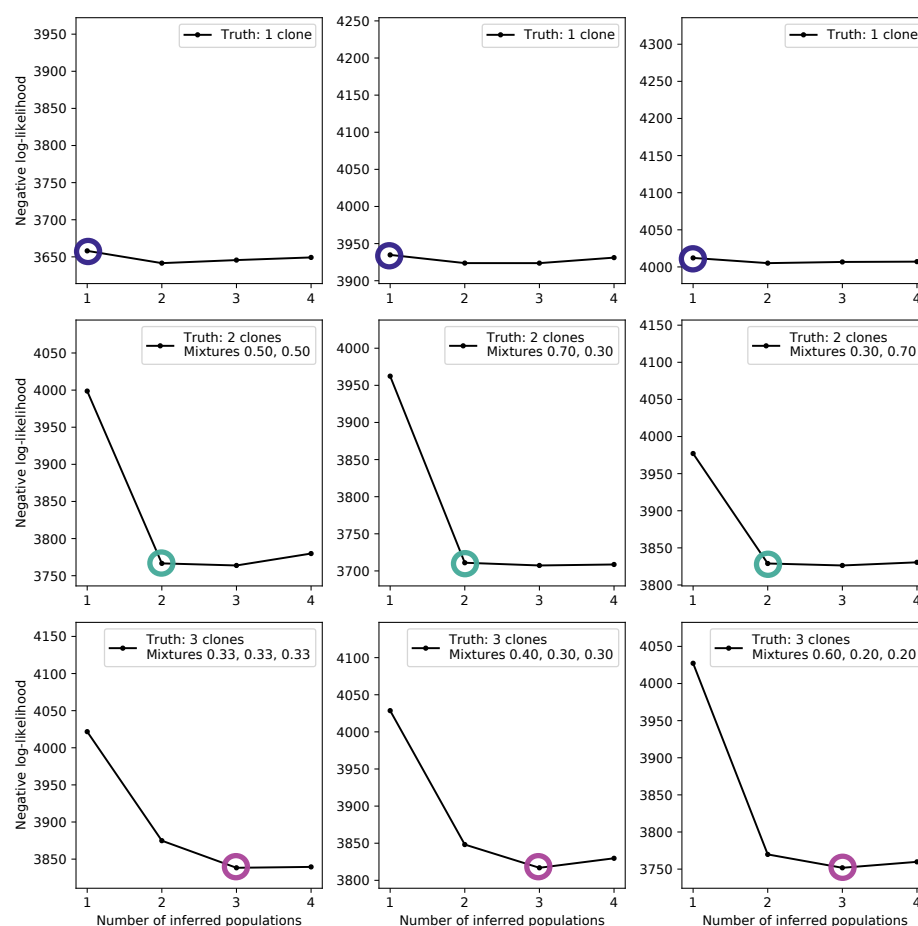 Truth: 1 clone
Negative log-likelihood
3950
3900
3850
3800
3750
3700
3650
1 2 3 4
Truth: 1 clone
4250
4200
4150
4100
4050
4000
3950
3900
1 2 3 4
Truth: 1 clone
4300
4250
4200
4150
4100
4050
4000
1 2 3 4
Truth: 2 clones
Mixtures 0.50, 0.50
Negative log-likelihood
4050
4000
3950
3900
3850
3800
3750
1 2 3 4
Truth: 2 clones
Mixtures 0.70, 0.30
4000
3950
3900
3850
3800
3750
3700
1 2 3 4
Truth: 2 clones
Mixtures 0.30, 0.70
4150
4100
4050
4000
3950
3900
3850
3800
1 2 3 4
Truth: 3 clones
Mixtures 0.33, 0.33, 0.33
Negative log-likelihood
4150
4100
4050
4000
3950
3900
3850
1 2 3 4
Number of inferred populations
Truth: 3 clones
Mixtures 0.40, 0.30, 0.30
4100
4050
4000
3950
3900
3850
3800
1 2 3 4
Number of inferred populations
Truth: 3 clones
Mixtures 0.60, 0.20, 0.20
4050
4000
3950
3900
3850
3800
3750
1 2 3 4
Number of inferred populations